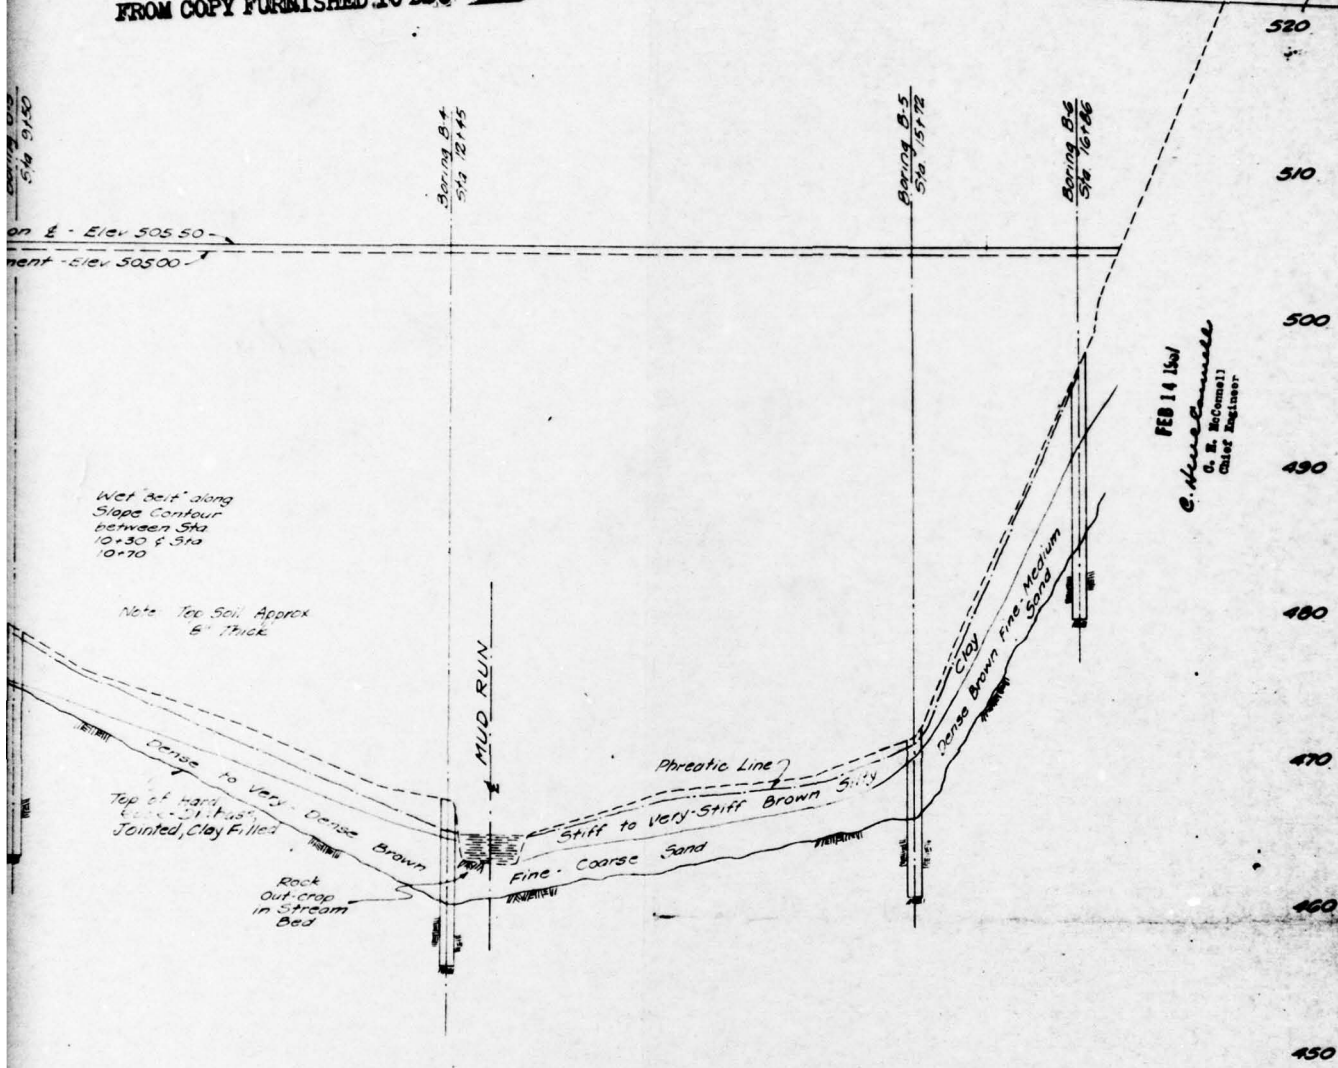 FROM COPY FURNISHED TO
520
Sta 9+50
Boring B-4
Sta 12+45
Boring B-5
Sta. 15+72
Boring B-6
Sta 16+86
510
on ℄ - Elev 505.50
ment - Elev 505.00
500
FEB 14
C. E. McConnell
Chief Engineer
490
Wet "Belt" along
Slope Contour
between Sta
10+30 & Sta
10+70
Note Top Soil Approx
Thick
480
MUD RUN
Clay
Dense Brown Fine-Medium
Sand
470
Phreatic Line
Dense to Very-Dense Brown
Stiff to Very-Stiff Brown Silty
Top of Hard
Jointed, Clay Filled
Fine-Coarse Sand
Rock
Out-crop
in Stream
Bed
460
450